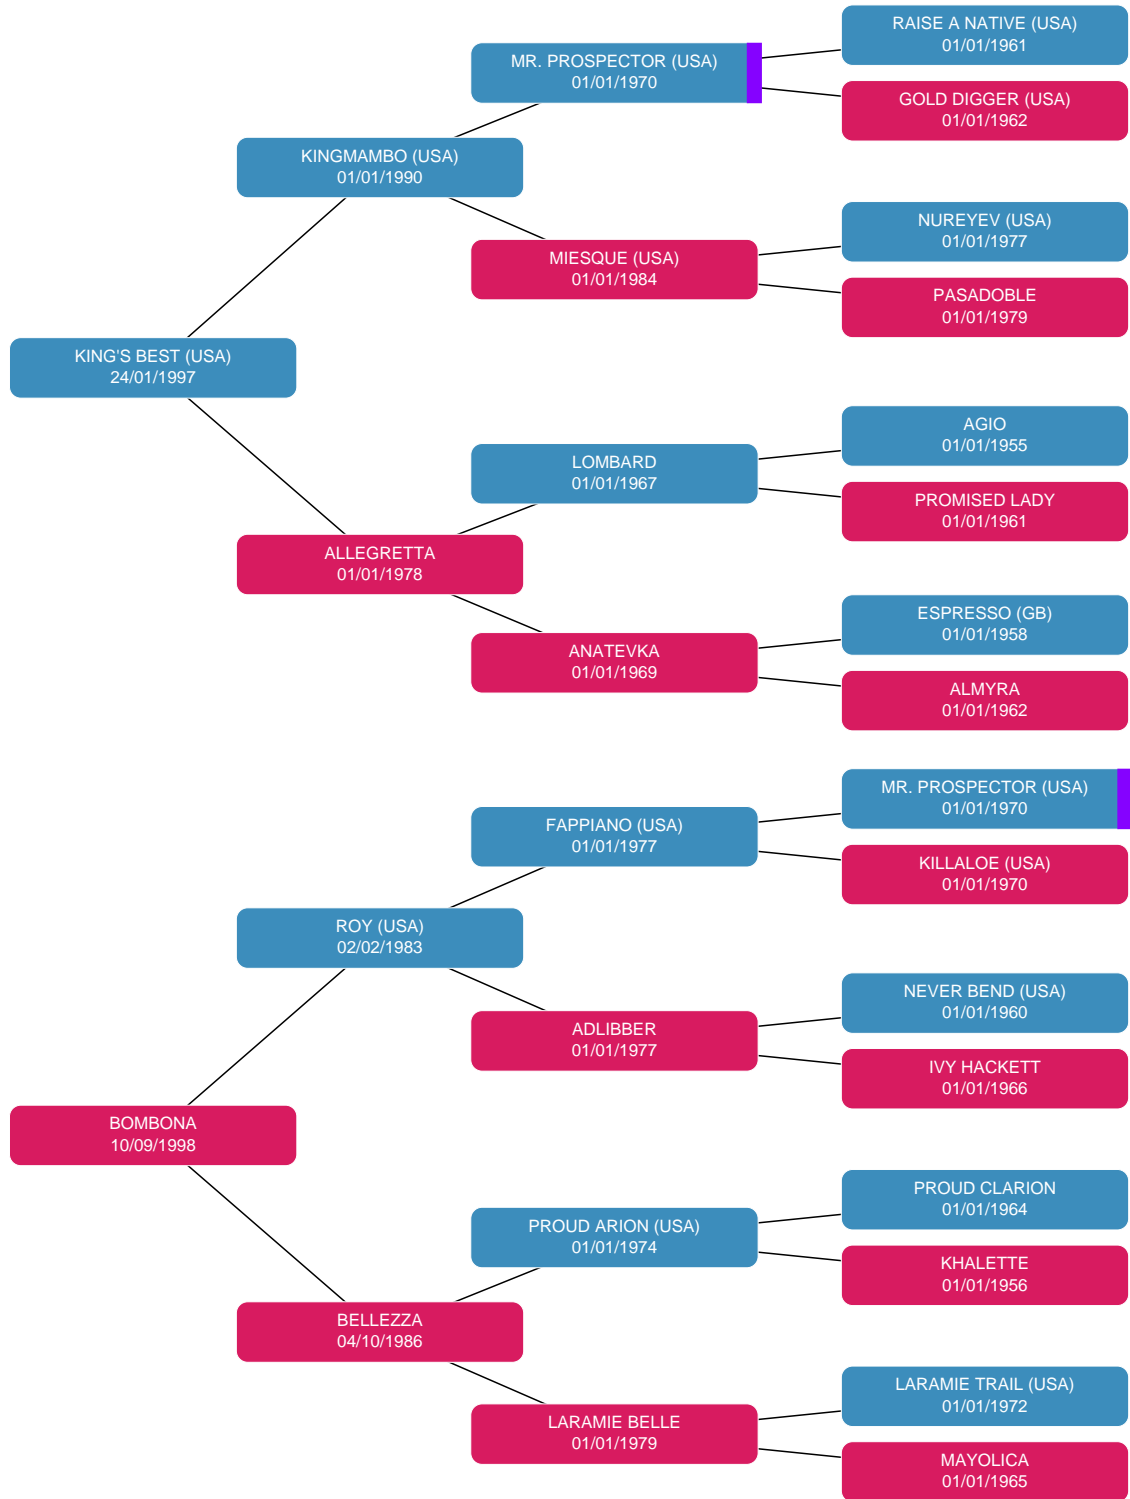 RAISE A NATIVE (USA)
01/01/1961
MR. PROSPECTOR (USA)
01/01/1970
GOLD DIGGER (USA)
01/01/1962
KINGMAMBO (USA)
01/01/1990
NUREYEV (USA)
01/01/1977
MIESQUE (USA)
01/01/1984
PASADOBLE
01/01/1979
KING'S BEST (USA)
24/01/1997
AGIO
01/01/1955
LOMBARD
01/01/1967
PROMISED LADY
01/01/1961
ALLEGRETTA
01/01/1978
ESPRESSO (GB)
01/01/1958
ANATEVKA
01/01/1969
ALMYRA
01/01/1962
MR. PROSPECTOR (USA)
01/01/1970
FAPPIANO (USA)
01/01/1977
KILLALOE (USA)
01/01/1970
ROY (USA)
02/02/1983
NEVER BEND (USA)
01/01/1960
ADLIBBER
01/01/1977
IVY HACKETT
01/01/1966
BOMBONA
10/09/1998
PROUD CLARION
01/01/1964
PROUD ARION (USA)
01/01/1974
KHALETTE
01/01/1956
BELLEZZA
04/10/1986
LARAMIE TRAIL (USA)
01/01/1972
LARAMIE BELLE
01/01/1979
MAYOLICA
01/01/1965